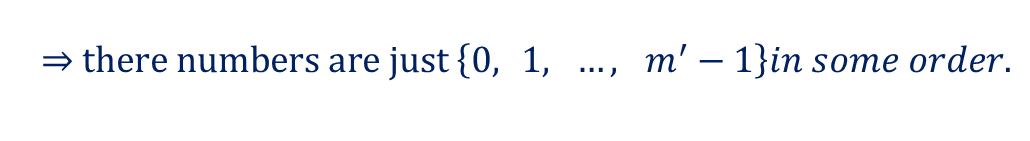 ⇒ there numbers are just {0, 1, …, m′ − 1}in some order.